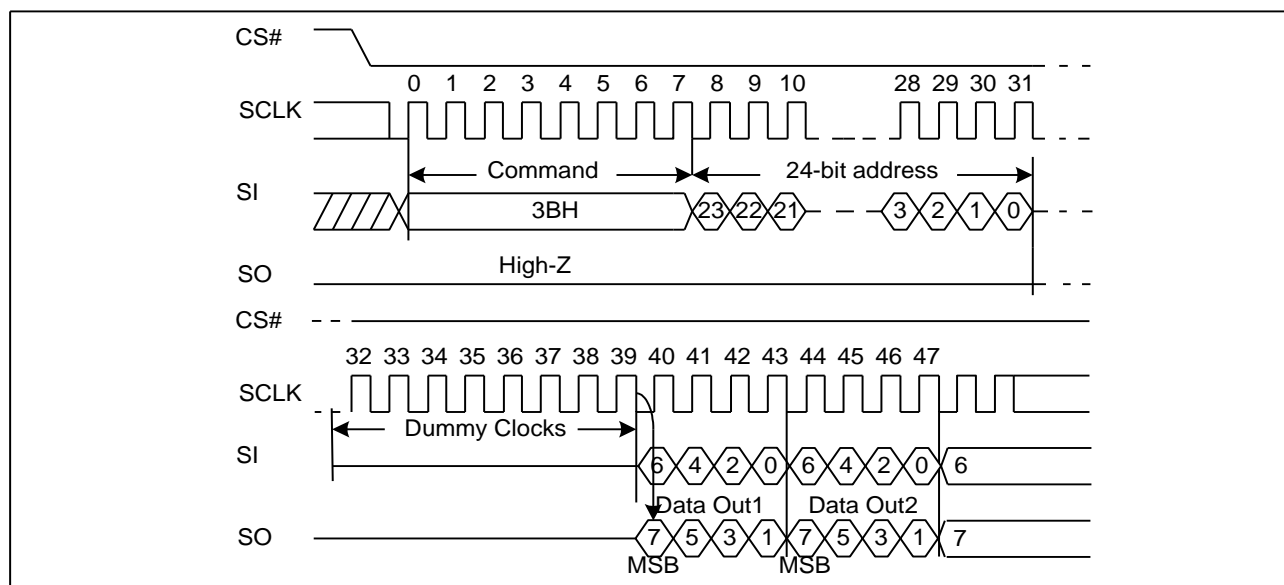 CS#
0 1 2 3 4 5 6 7 8 9 10 28 29 30 31
SCLK
Command 24-bit address
SI
3BH 23 22 21 3 2 1 0
High-Z
SO
CS#
32 33 34 35 36 37 38 39 40 41 42 43 44 45 46 47
SCLK
Dummy Clocks
SI
6 4 2 0 6 4 2 0 6
Data Out1 Data Out2
SO
7 5 3 1 7 5 3 1 7
MSB MSB